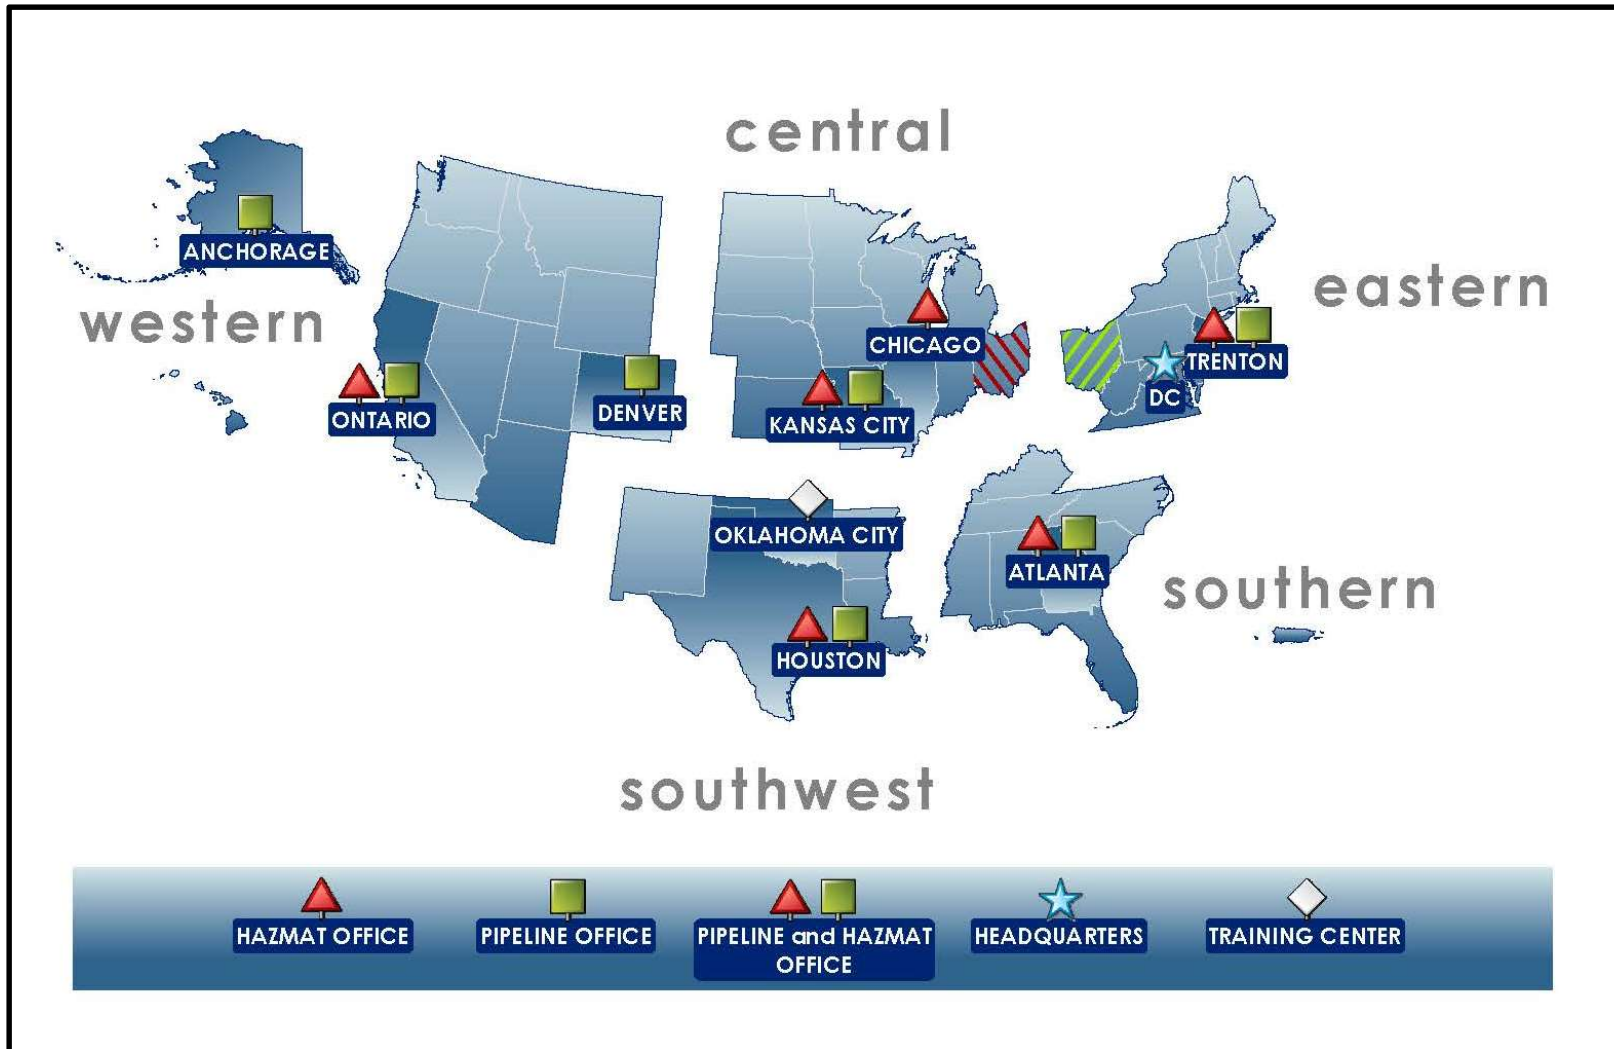 central
ANCHORAGE
western
eastern
CHICAGO
TRENTON
ONTARIO
DENVER
KANSAS CITY
DC
OKLAHOMA CITY
ATLANTA
southern
HOUSTON
southwest
HAZMAT OFFICE
PIPELINE OFFICE
PIPELINE and HAZMAT
OFFICE
HEADQUARTERS
TRAINING CENTER